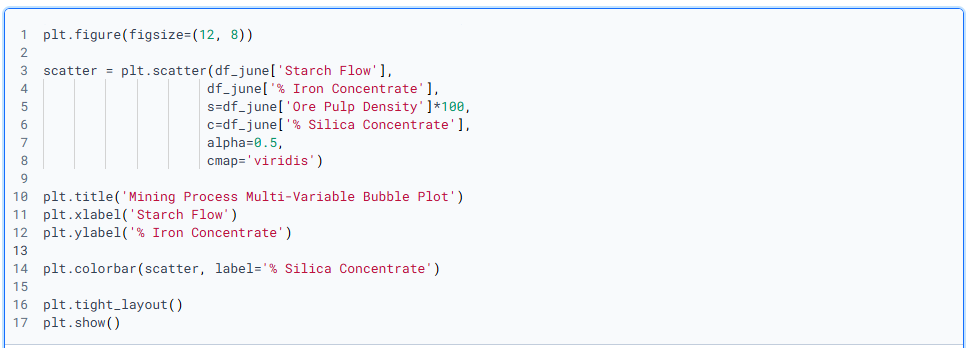 1 plt.figure(figsize=(12, 8))
2
3 scatter = plt.scatter(df_june['Starch Flow'],
4 df_june['% Iron Concentrate'],
5 s=df_june['Ore Pulp Density']*100,
6 c=df_june['% Silica Concentrate'],
7 alpha=0.5,
8 cmap='viridis')
9
10 plt.title('Mining Process Multi-Variable Bubble Plot')
11 plt.xlabel('Starch Flow')
12 plt.ylabel('% Iron Concentrate')
13
14 plt.colorbar(scatter, label='% Silica Concentrate')
15
16 plt.tight_layout()
17 plt.show()